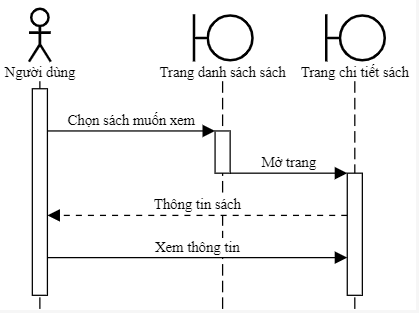 Người dùng
Trang danh sách sách
Trang chi tiết sách
Chọn sách muốn xem
Mở trang
Thông tin sách
Xem thông tin